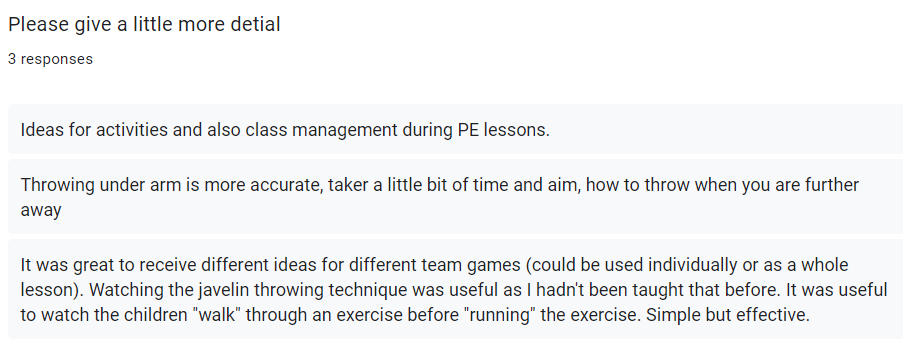 Please give a little more detial
3 responses
Ideas for activities and also class management during PE lessons.
Throwing under arm is more accurate, taker a little bit of time and aim, how to throw when you are further
away
It was great to receive different ideas for different team games (could be used individually or as a whole
lesson). Watching the javelin throwing technique was useful as I hadn't been taught that before. It was useful
to watch the children "walk" through an exercise before "running" the exercise. Simple but effective.